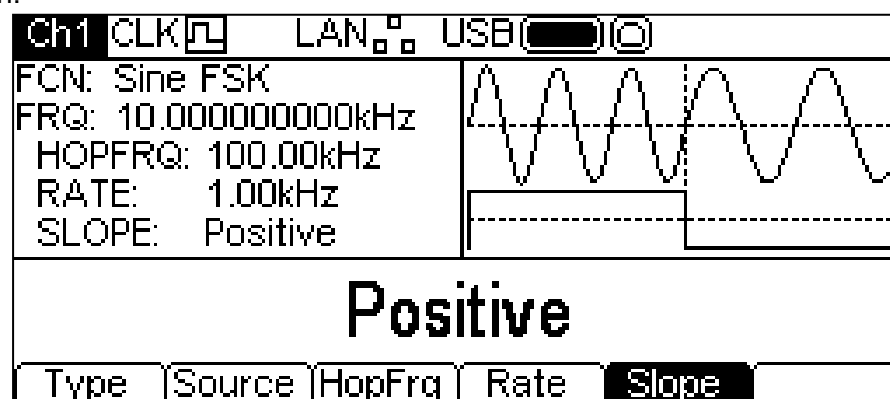 Ch1 CLK LAN USB
FCN: Sine FSK
FRQ: 10.000000000kHz
HOPFRQ: 100.00kHz
RATE: 1.00kHz
SLOPE: Positive
Positive
Type Source HopFrq Rate Slope